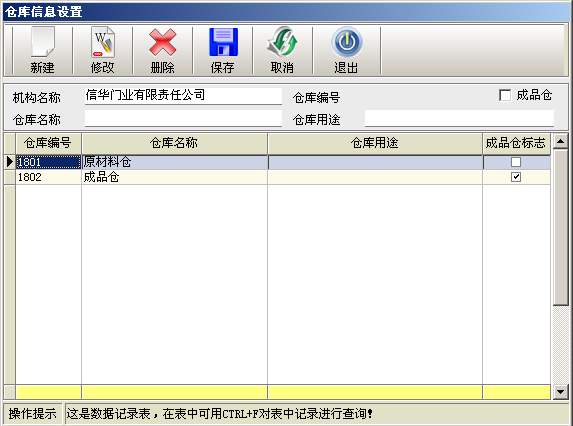 仓库信息设置
新建 修改 删除 保存 取消 退出
机构名称 信华门业有限责任公司 仓库编号 成品仓
仓库名称 仓库用途
仓库编号 仓库名称 仓库用途 成品仓标志
1801 原材料仓
1802 成品仓
操作提示 这是数据记录表，在表中可用CTRL+F对表中记录进行查询!